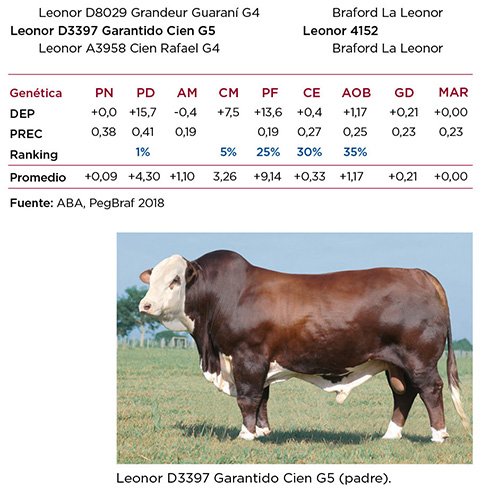 Leonor D8029 Grandeur Guaraní G4 Braford La Leonor
Leonor D3397 Garantido Cien G5 Leonor 4152
Leonor A3958 Cien Rafael G4 Braford La Leonor
Genética PN PD AM CM PF CE AOB GD MAR
DEP +0,0 +15,7 -0,4 +7,5 +13,6 +0,4 +1,17 +0,21 +0,00
PREC 0,38 0,41 0,19 0,19 0,27 0,25 0,23 0,23
Ranking 1% 5% 25% 30% 35%
Promedio +0,09 +4,30 +1,10 3,26 +9,14 +0,33 +1,17 +0,21 +0,00
Fuente: ABA, PegBraf 2018
Leonor D3397 Garantido Cien G5 (padre).